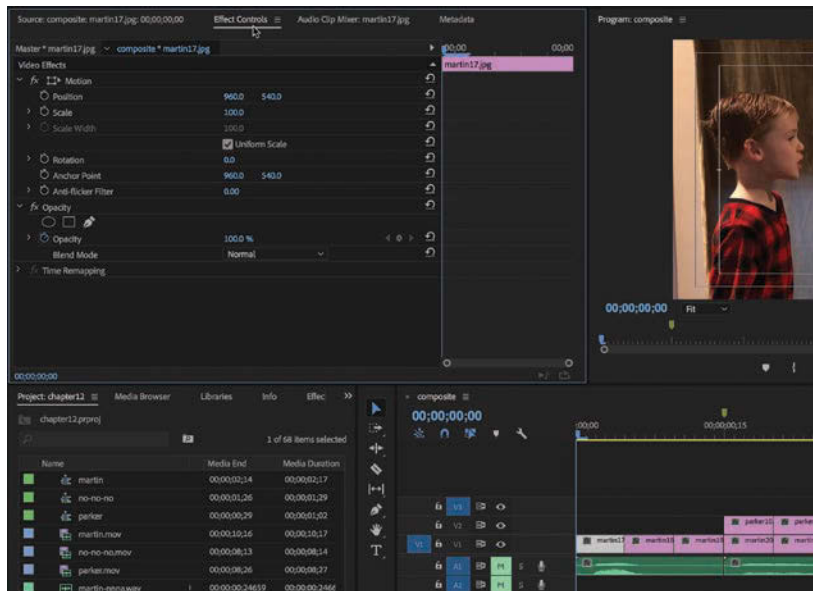 Source: composite: martin17.jpg: 00;00;00;00
Effect Controls
Audio Clip Mixer: martin17.jpg
Metadata
Program: composite
Master * martin17.jpg
composite * martin17.jpg
;00;00
00;00
Video Effects
martin17.jpg
fx Motion
Position 960.0 540.0
Scale 100.0
Scale Width 100.0
Uniform Scale
Rotation 0.0
Anchor Point 960.0 540.0
Anti-flicker Filter 0.00
fx Opacity
Opacity 100.0 %
Blend Mode Normal
fx Time Remapping
00;00;00;00 Fit
00;00;00;00
Project: chapter12
Media Browser
Libraries
Info
Effec
composite
chapter12.prproj
00;00;00;00
1 of 68 items selected
;00;00
00;00;00;15
Name Media End Media Duration
martin 00;00;02;14 00;00;02;17
no-no-no 00;00;01;26 00;00;01;29
parker 00;00;00;29 00;00;01;02
martin.mov 00;00;10;16 00;00;10;17
no-no-no.mov 00;00;08;13 00;00;08;14
parker.mov 00;00;08;26 00;00;08;27
V3
V2
parker10.
parke
V1 V1
martin17
martin18
martin19
martin20
marti
A1 M S
A2 M S